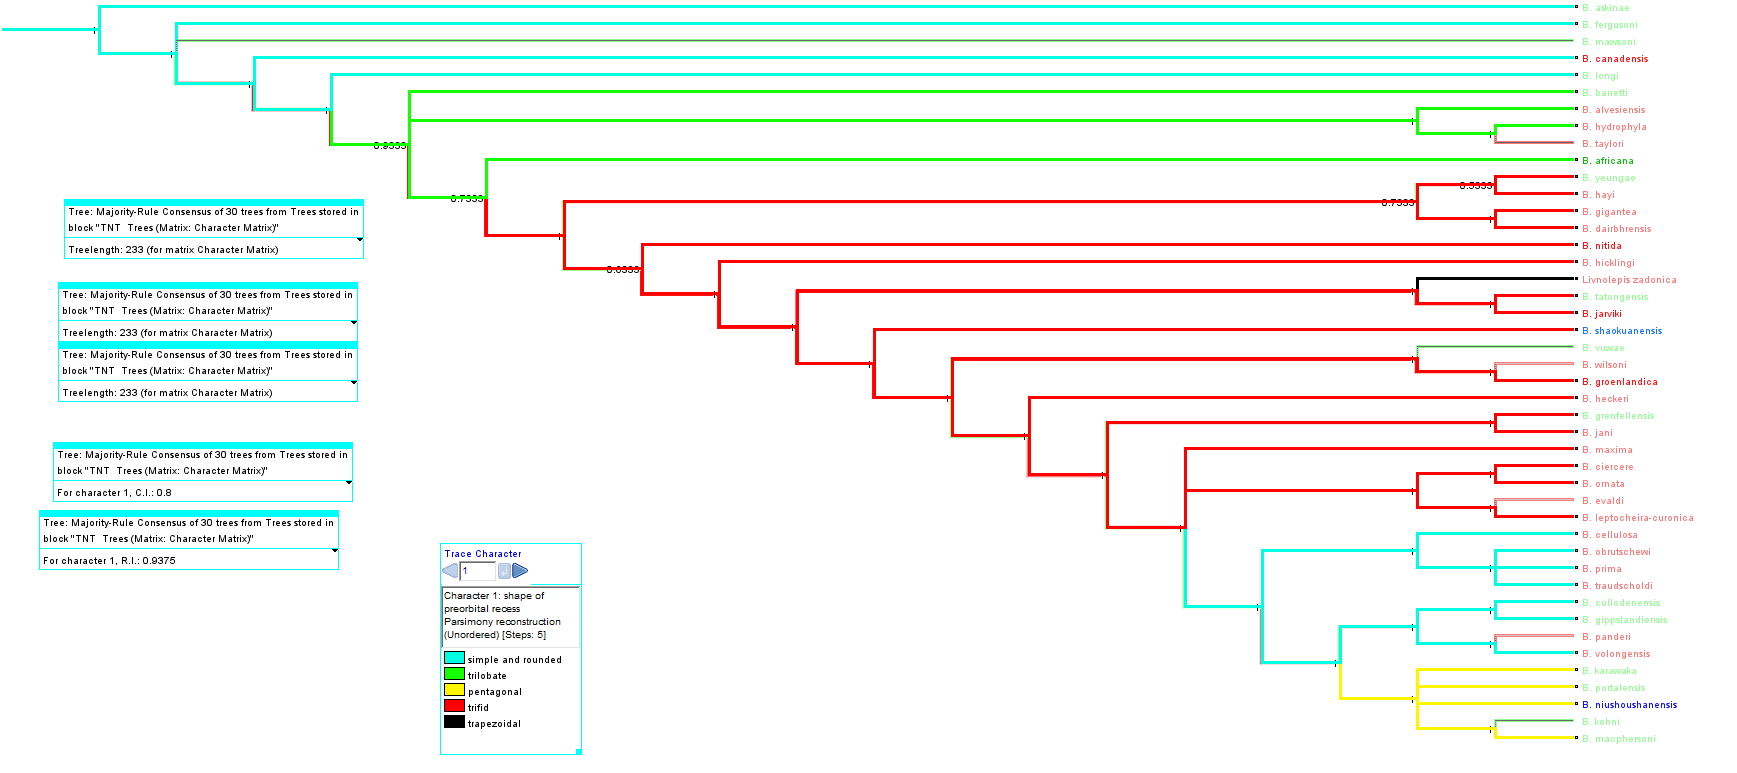 B. askinae
B. fergusoni
B. mawsoni
B. canadensis
B. longi
B. barretti
B. alvesiensis
B. hydrophyla
B. taylori
B. africana
B. yeungae
B. hayi
B. gigantea
B. dairbhrensis
B. nitida
B. hicklingi
Livnolepis zadonica
B. tatongensis
B. jarviki
B. shaokuanensis
B. vuwae
B. wilsoni
B. groenlandica
B. heckeri
B. grenfellensis
B. jani
B. maxima
B. ciercere
B. ornata
B. evaldi
B. leptocheira-curonica
B. cellulosa
B. obrutschewi
B. prima
B. traudscholdi
B. cullodenensis
B. gippslandiensis
B. panderi
B. volongensis
B. karawaka
B. portalensis
B. niushoushanensis
B. kohni
B. macphersoni
0.9333
0.7333
0.5333
0.7333
0.6333
Tree: Majority-Rule Consensus of 30 trees from Trees stored in
block "TNT Trees (Matrix: Character Matrix)"
Treelength: 233 (for matrix Character Matrix)
Tree: Majority-Rule Consensus of 30 trees from Trees stored in
block "TNT Trees (Matrix: Character Matrix)"
Treelength: 233 (for matrix Character Matrix)
Tree: Majority-Rule Consensus of 30 trees from Trees stored in
block "TNT Trees (Matrix: Character Matrix)"
Treelength: 233 (for matrix Character Matrix)
Tree: Majority-Rule Consensus of 30 trees from Trees stored in
block "TNT Trees (Matrix: Character Matrix)"
For character 1, C.I.: 0.8
Tree: Majority-Rule Consensus of 30 trees from Trees stored in
block "TNT Trees (Matrix: Character Matrix)"
For character 1, R.I.: 0.9375
Trace Character
1
Character 1: shape of
preorbital recess
Parsimony reconstruction
(Unordered) [Steps: 5]
simple and rounded
trilobate
pentagonal
trifid
trapezoidal